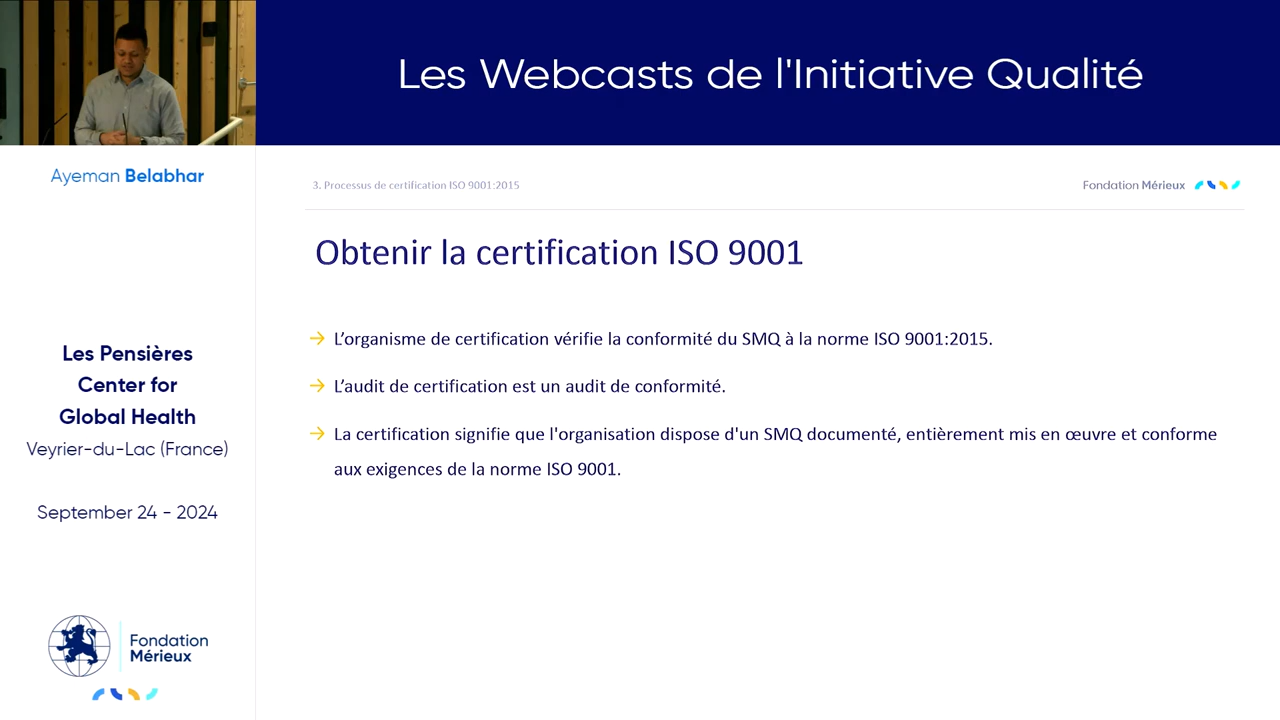 Les Webcasts de l'Initiative Qualité
Ayeman Belabhar
Les Pensières
Center for
Global Health
Veyrier-du-Lac (France)
September 24 - 2024
Fondation
Mérieux
3. Processus de certification ISO 9001:2015
Fondation Mérieux
Obtenir la certification ISO 9001
→ L’organisme de certification vérifie la conformité du SMQ à la norme ISO 9001:2015.
→ L’audit de certification est un audit de conformité.
→ La certification signifie que l'organisation dispose d'un SMQ documenté, entièrement mis en œuvre et conforme
aux exigences de la norme ISO 9001.